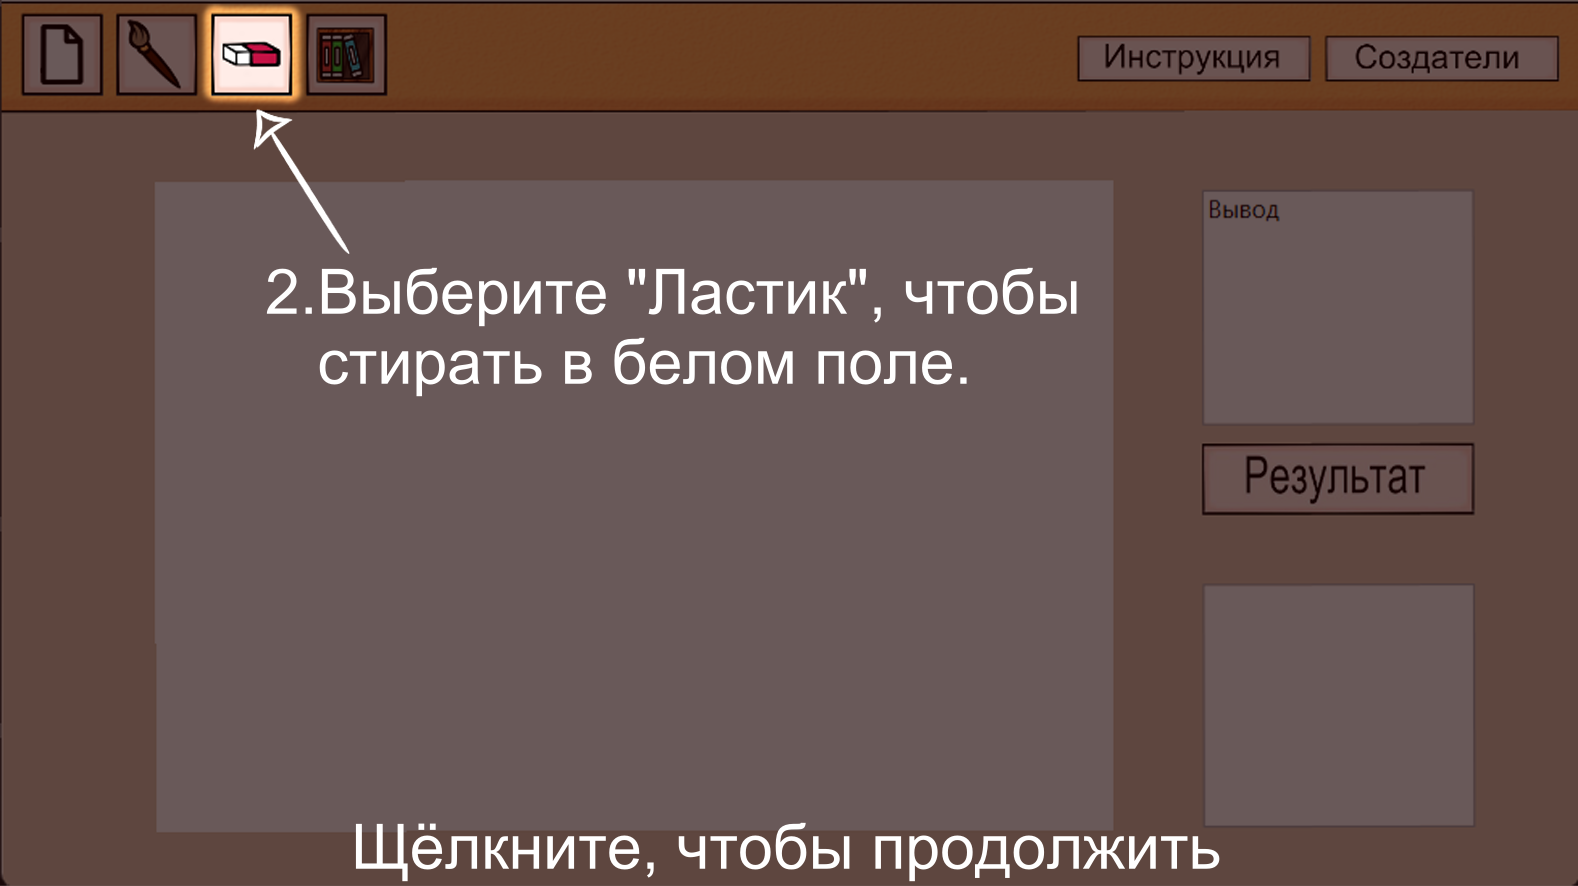 Инструкция
Создатели
Вывод
2.Выберите "Ластик", чтобы
стирать в белом поле.
Результат
Щёлкните, чтобы продолжить